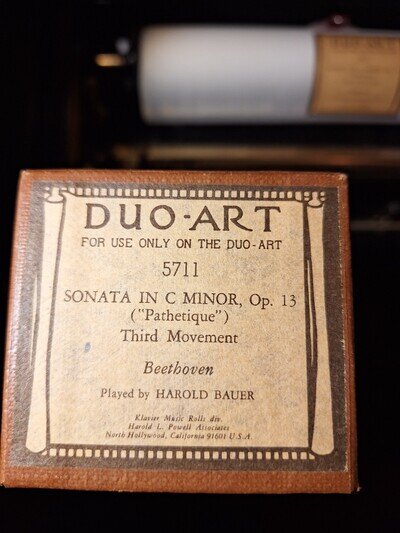 DUO-ART
FOR USE ONLY ON THE DUO-ART
5711
SONATA IN C MINOR, Op. 13
("Pathetique")
Third Movement
Beethoven
Played by HAROLD BAUER
Klavier Music Rolls div.
Harold L. Powell Associates
North Hollywood, California 91601 U.S.A.